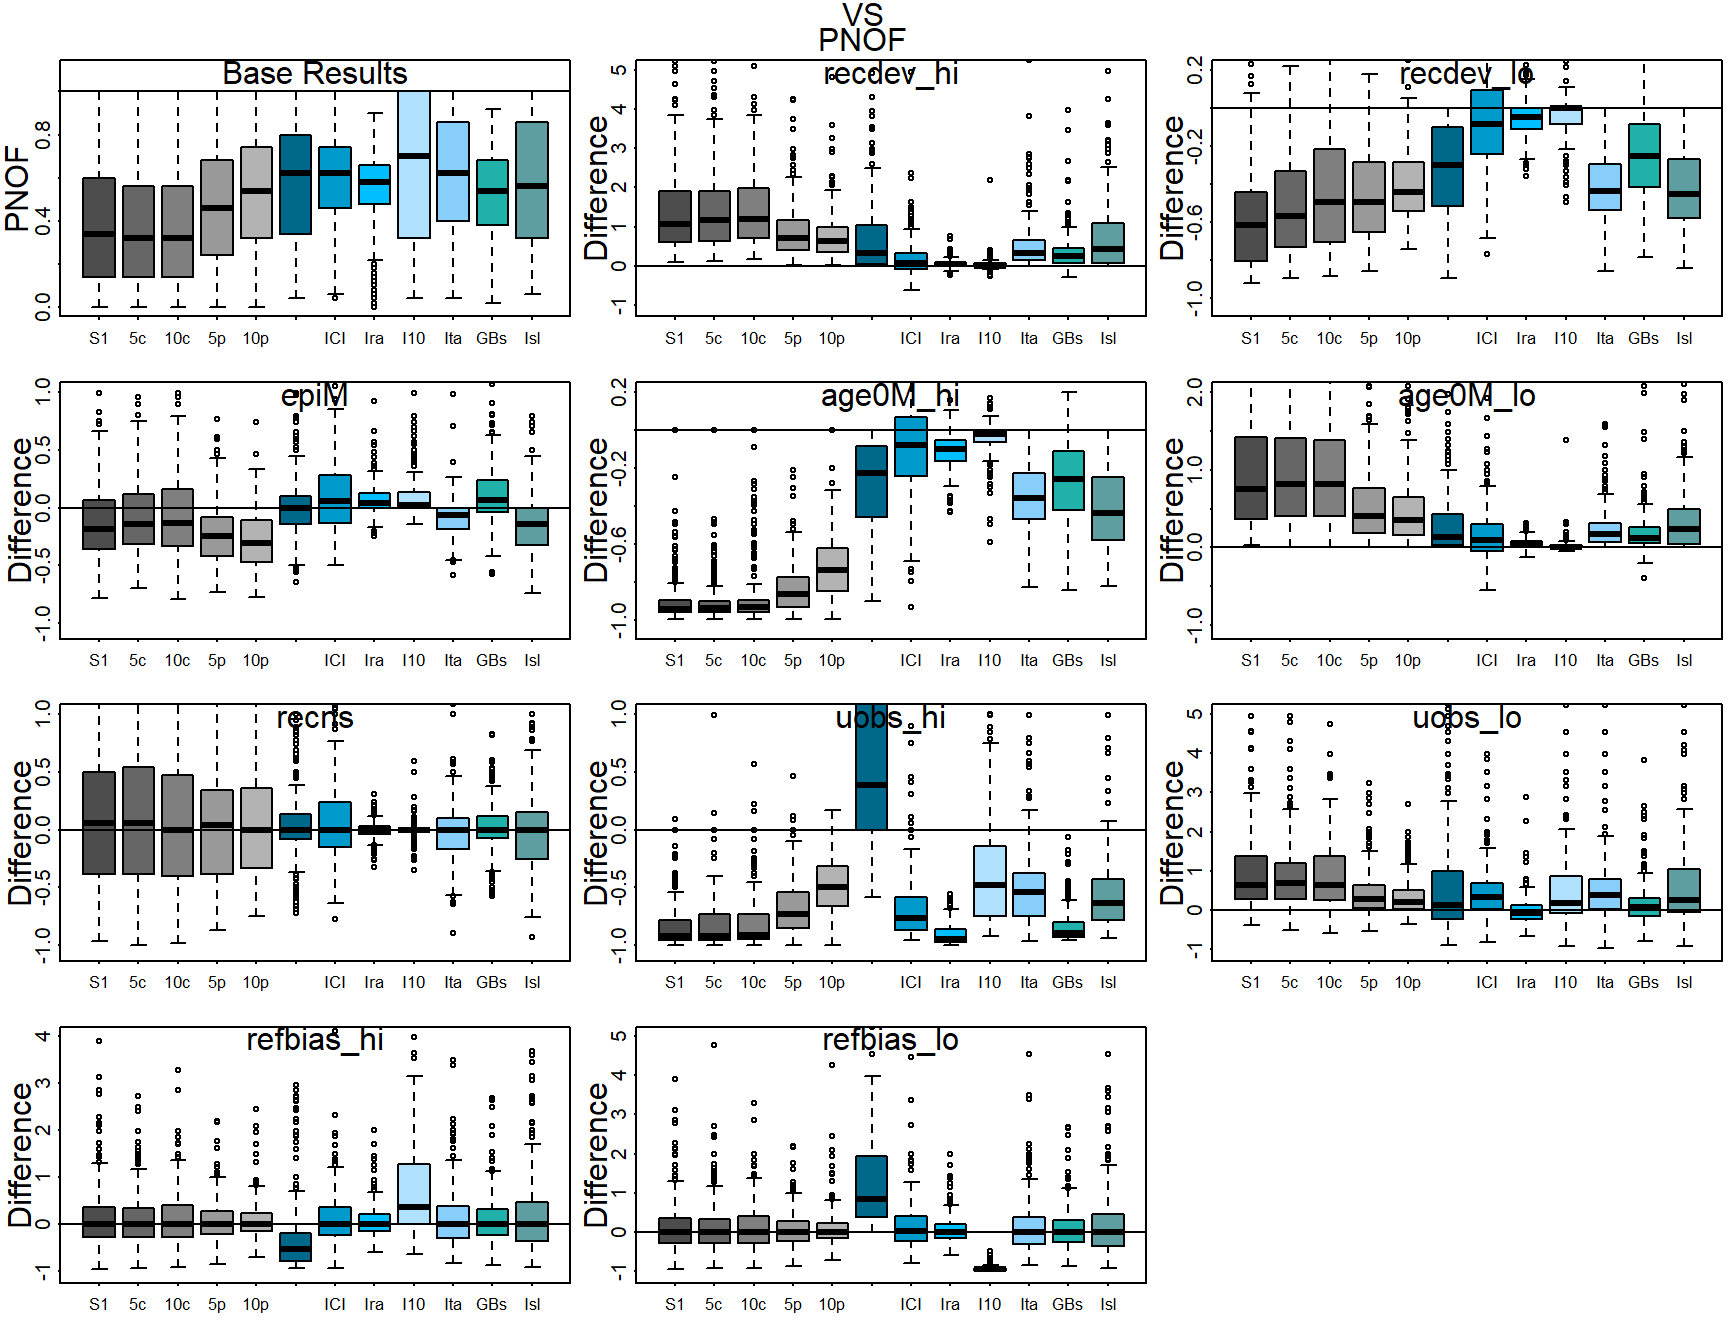 VS
PNOF
Base Results
PNOF
0.0 0.4 0.8
S1 5c 10c 5p 10p ICI Ira I10 Ita GBs Isl
recdev_hi
Difference
-1 0 1 2 3 4 5
S1 5c 10c 5p 10p ICI Ira I10 Ita GBs Isl
recdev_lo
Difference
-1.0 -0.6 -0.2 0.2
S1 5c 10c 5p 10p ICI Ira I10 Ita GBs Isl
epiM
Difference
-1.0 -0.5 0.0 0.5 1.0
S1 5c 10c 5p 10p ICI Ira I10 Ita GBs Isl
age0M_hi
Difference
-1.0 -0.6 -0.2 0.2
S1 5c 10c 5p 10p ICI Ira I10 Ita GBs Isl
age0M_lo
Difference
-1.0 0.0 1.0 2.0
S1 5c 10c 5p 10p ICI Ira I10 Ita GBs Isl
recns
Difference
-1.0 -0.5 0.0 0.5 1.0
S1 5c 10c 5p 10p ICI Ira I10 Ita GBs Isl
uobs_hi
Difference
-1.0 -0.5 0.0 0.5 1.0
S1 5c 10c 5p 10p ICI Ira I10 Ita GBs Isl
uobs_lo
Difference
-1 0 1 2 3 4 5
S1 5c 10c 5p 10p ICI Ira I10 Ita GBs Isl
refbias_hi
Difference
-1 0 1 2 3 4
S1 5c 10c 5p 10p ICI Ira I10 Ita GBs Isl
refbias_lo
Difference
-1 0 1 2 3 4 5
S1 5c 10c 5p 10p ICI Ira I10 Ita GBs Isl